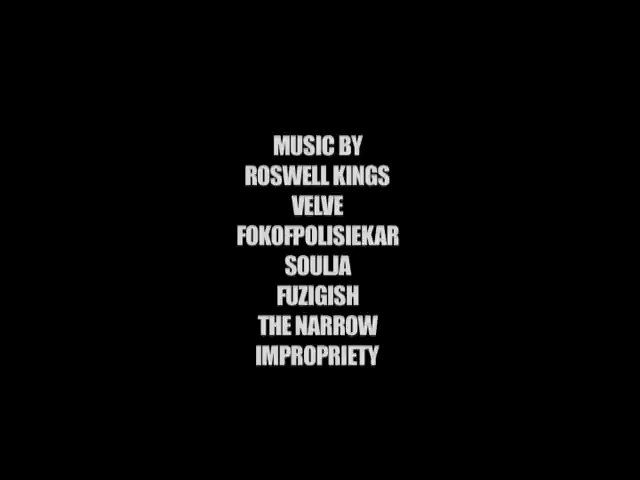 MUSIC BY
ROSWELL KINGS
VELVE
FOKOFPOLISIEKAR
SOULJA
FUZIGISH
THE NARROW
IMPROPRIETY